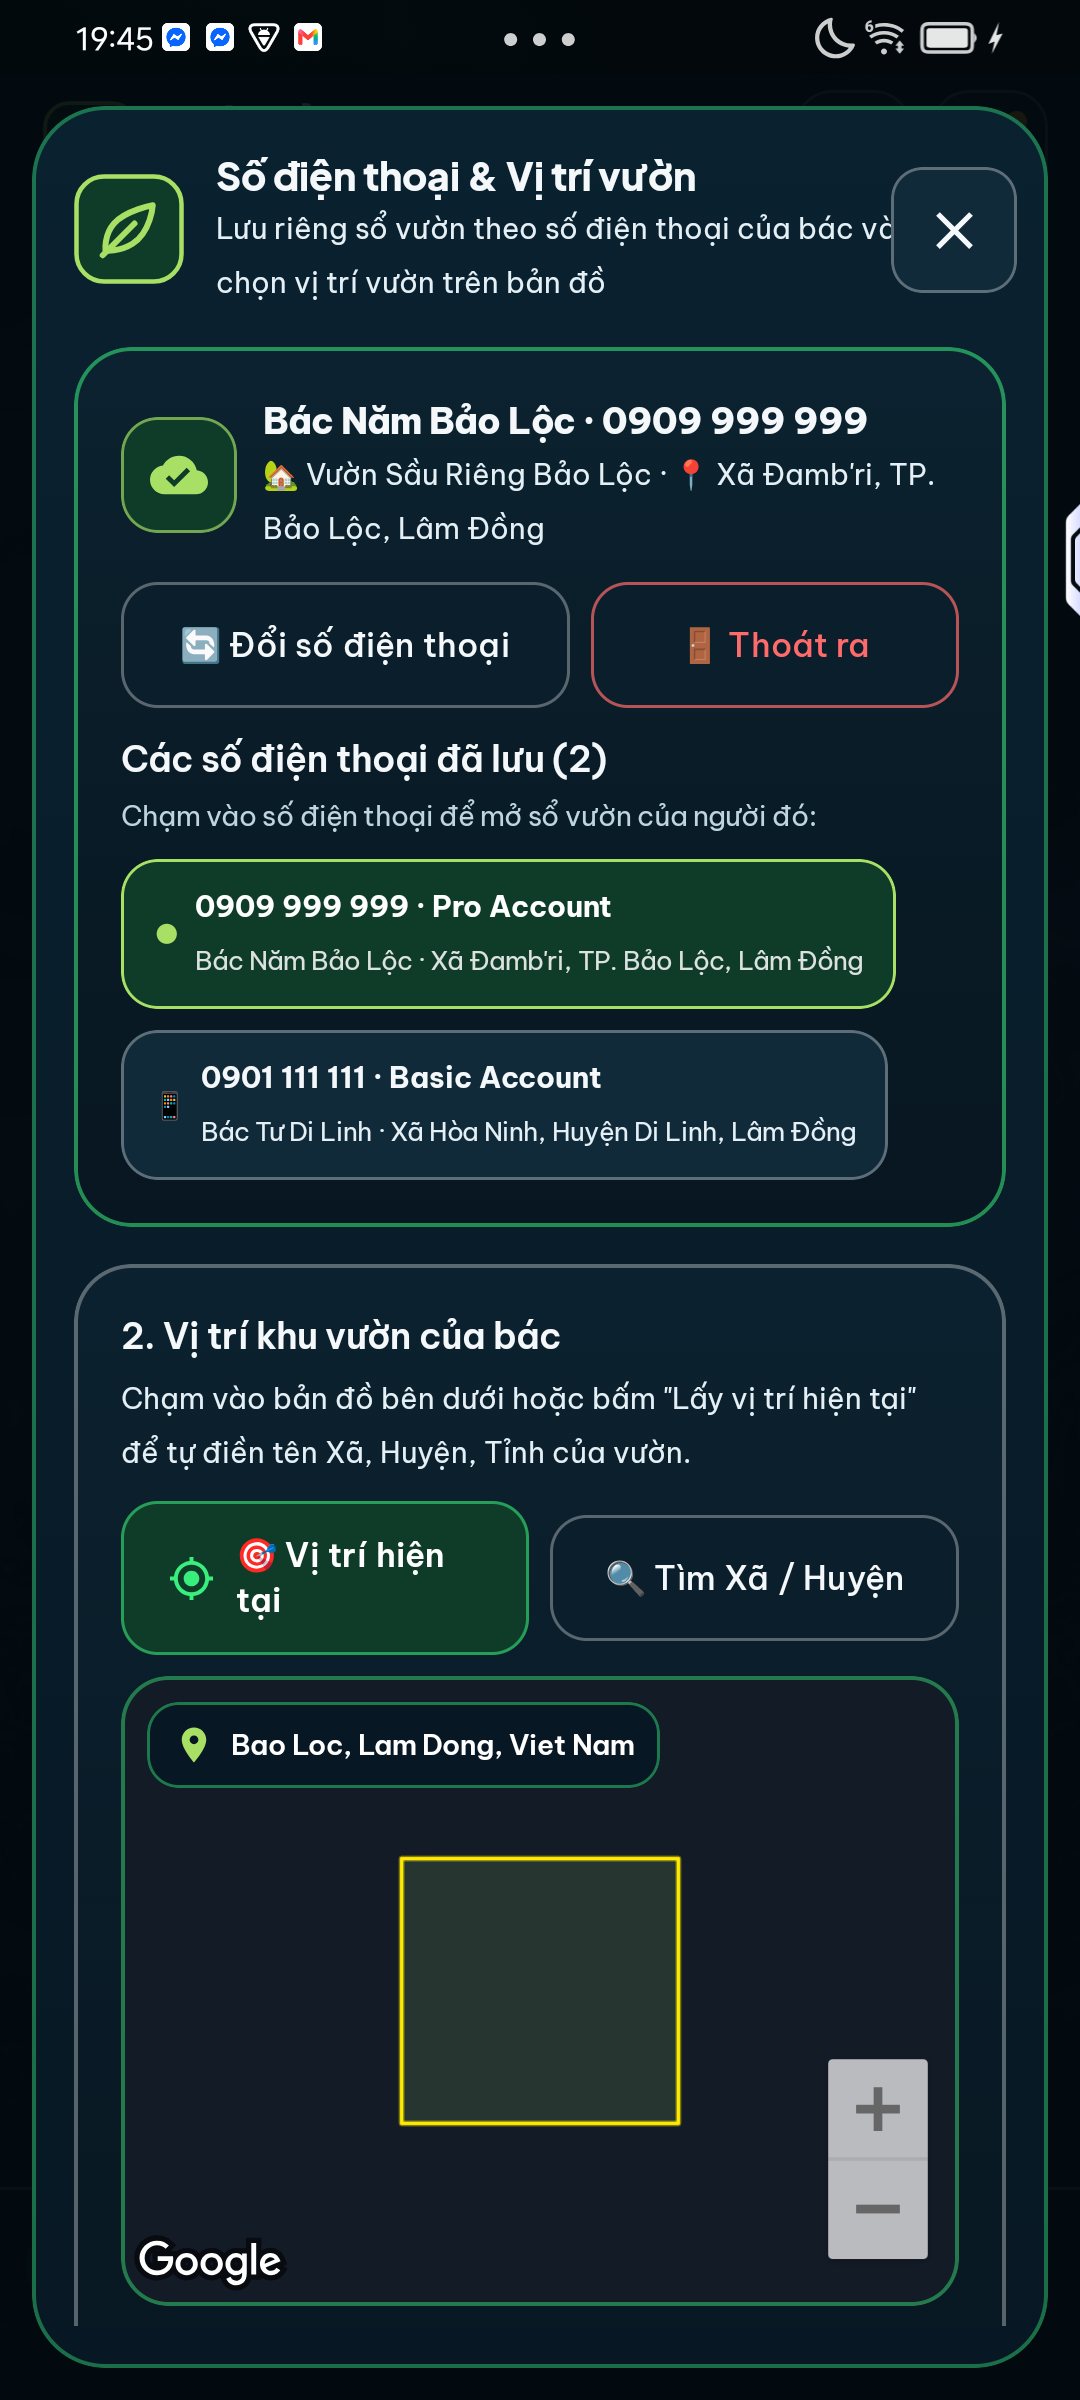 19:45
Số điện thoại & Vị trí vườn
Lưu riêng sổ vườn theo số điện thoại của bác và
chọn vị trí vườn trên bản đồ
Bác Năm Bảo Lộc · 0909 999 999
🏡 Vườn Sầu Riêng Bảo Lộc · 📍 Xã Đamb'ri, TP.
Bảo Lộc, Lâm Đồng
🔄 Đổi số điện thoại
🚪 Thoát ra
Các số điện thoại đã lưu (2)
Chạm vào số điện thoại để mở sổ vườn của người đó:
0909 999 999 · Pro Account
Bác Năm Bảo Lộc · Xã Đamb'ri, TP. Bảo Lộc, Lâm Đồng
0901 111 111 · Basic Account
Bác Tư Di Linh · Xã Hòa Ninh, Huyện Di Linh, Lâm Đồng
2. Vị trí khu vườn của bác
Chạm vào bản đồ bên dưới hoặc bấm "Lấy vị trí hiện tại"
để tự điền tên Xã, Huyện, Tỉnh của vườn.
🎯 Vị trí hiện
tại
🔍 Tìm Xã / Huyện
Bao Loc, Lam Dong, Viet Nam
Google